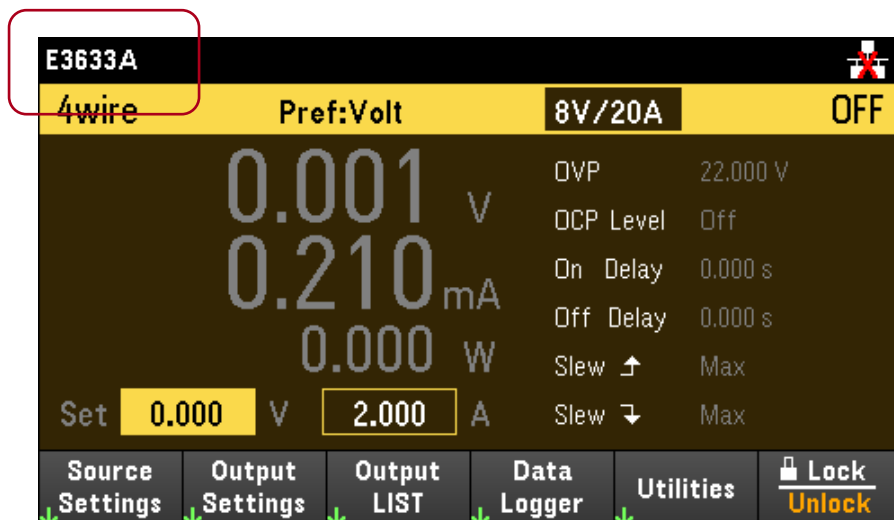 E3633A
4wire Pref:Volt 8V/20A OFF
0.001 V
0.210 mA
0.000 W
Set 0.000 V 2.000 A
OVP 22.000 V
OCP Level Off
On Delay 0.000 s
Off Delay 0.000 s
Slew Max
Slew Max
Source Settings
Output Settings
Output LIST
Data Logger
Utilities
Lock
Unlock